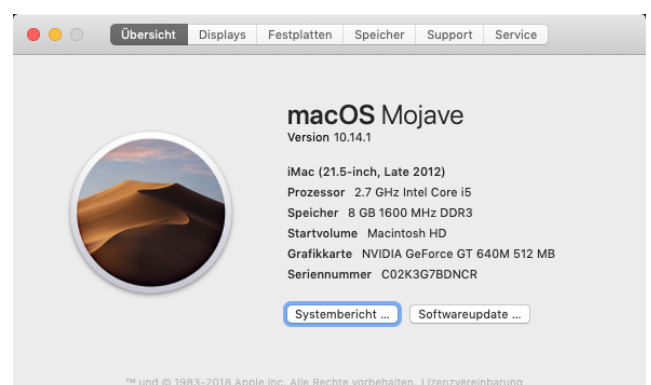 Übersicht Displays Festplatten Speicher Support Service
macOS Mojave
Version 10.14.1
iMac (21.5-inch, Late 2012)
Prozessor 2.7 GHz Intel Core i5
Speicher 8 GB 1600 MHz DDR3
Startvolume Macintosh HD
Grafikkarte NVIDIA GeForce GT 640M 512 MB
Seriennummer C02K3G7BDNCR
Systembericht ... Softwareupdate ...
™ und © 1983-2018 Apple Inc. Alle Rechte vorbehalten. Lizenzvereinbarung